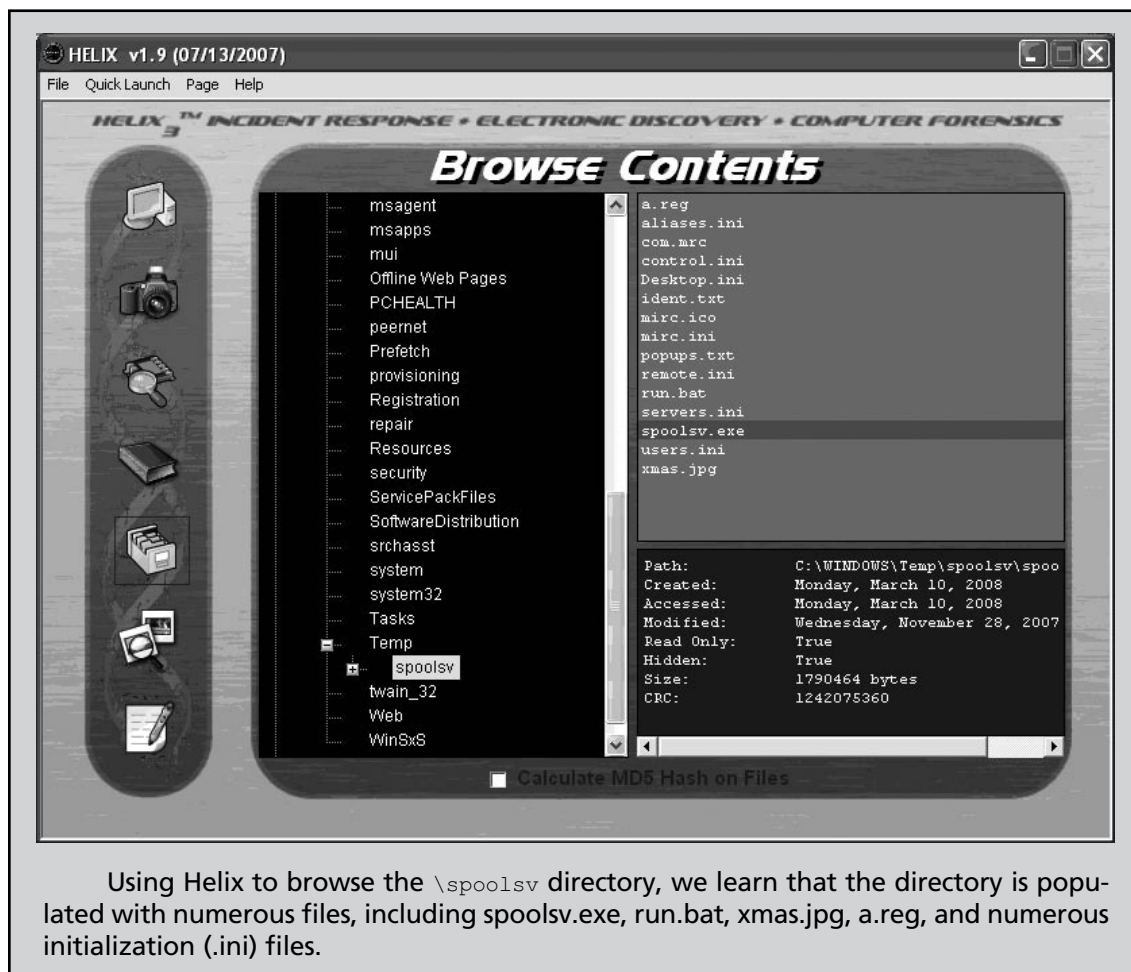 HELIX v1.9 (07/13/2007)
File Quick Launch Page Help
HELIX3™ INCIDENT RESPONSE • ELECTRONIC DISCOVERY • COMPUTER FORENSICS
Browse Contents
msagent
msapps
mui
Offline Web Pages
PCHEALTH
peernet
Prefetch
provisioning
Registration
repair
Resources
security
ServicePackFiles
SoftwareDistribution
srchasst
system
system32
Tasks
Temp
spoolsv
twain_32
Web
WinSxS
a.reg
aliases.ini
com.mrc
control.ini
Desktop.ini
ident.txt
mirc.ico
mirc.ini
popups.txt
remote.ini
run.bat
servers.ini
spoolsv.exe
users.ini
xmas.jpg
Path: C:\WINDOWS\Temp\spoolsv\spoo
Created: Monday, March 10, 2008
Accessed: Monday, March 10, 2008
Modified: Wednesday, November 28, 2007
Read Only: True
Hidden: True
Size: 1790464 bytes
CRC: 1242075360
Calculate MD5 Hash on Files
Using Helix to browse the \spoolsv directory, we learn that the directory is popu-
lated with numerous files, including spoolsv.exe, run.bat, xmas.jpg, a.reg, and numerous
initialization (.ini) files.